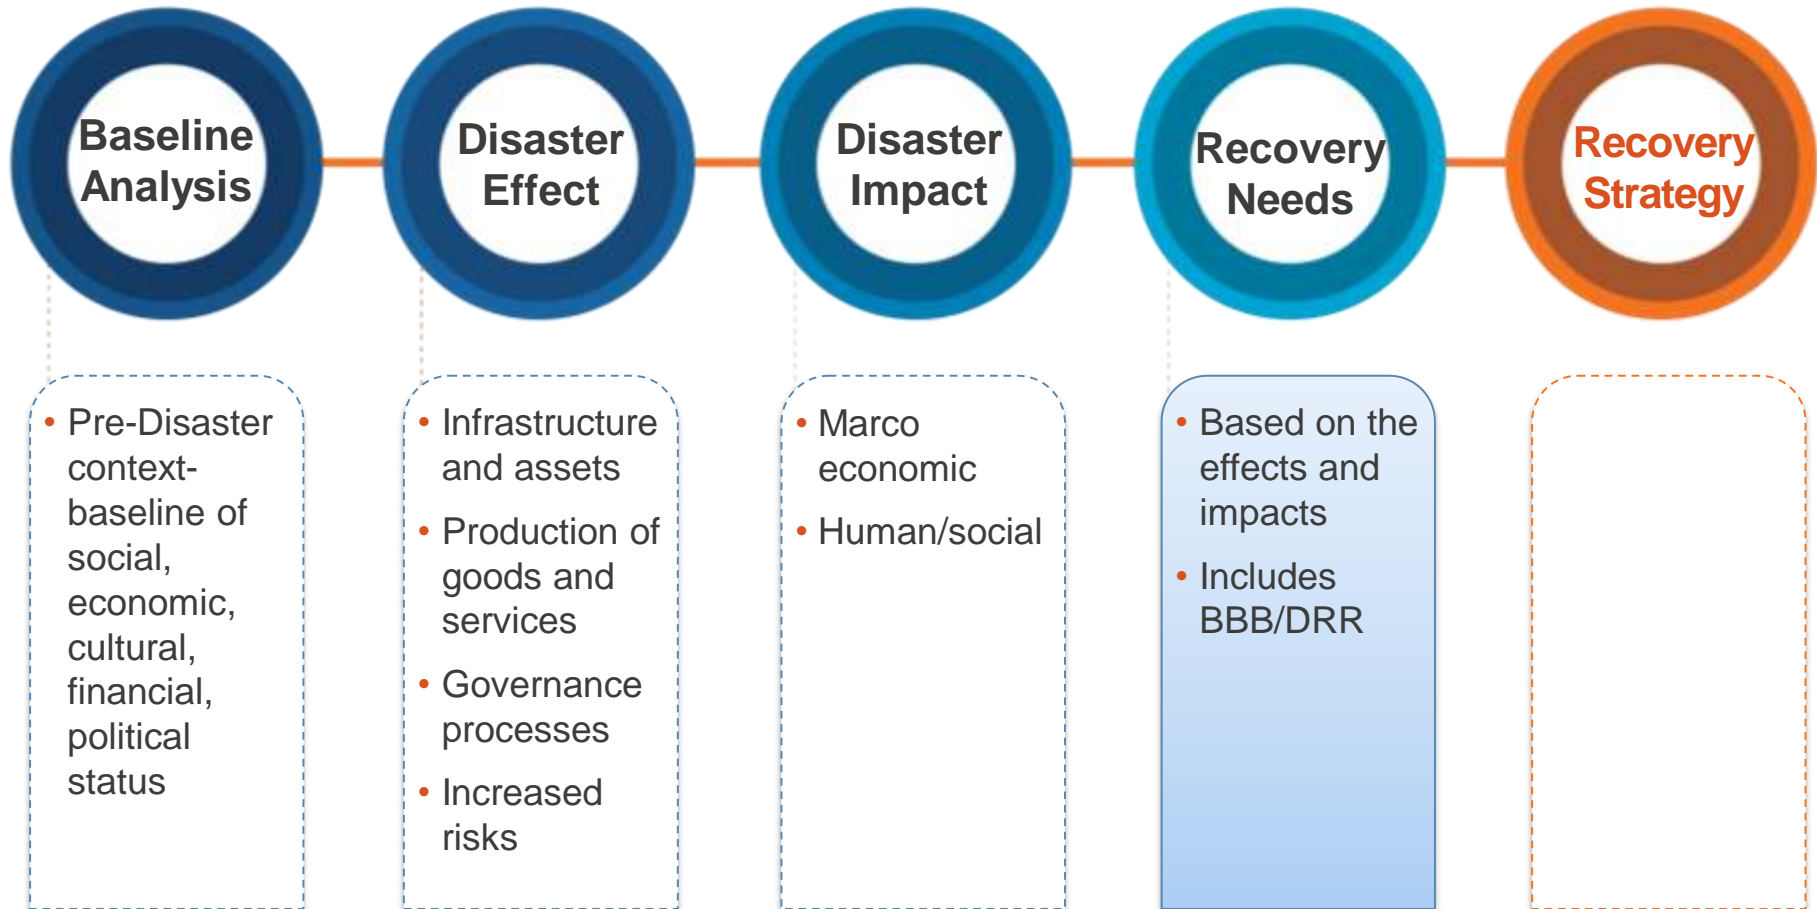 Baseline
Analysis
Disaster
Effect
Disaster
Impact
Recovery
Needs
Recovery
Strategy
• Pre-Disaster
context-
baseline of
social,
economic,
cultural,
financial,
political
status
• Infrastructure
and assets
• Production of
goods and
services
• Governance
processes
• Increased
risks
• Marco
economic
• Human/social
• Based on the
effects and
impacts
• Includes
BBB/DRR